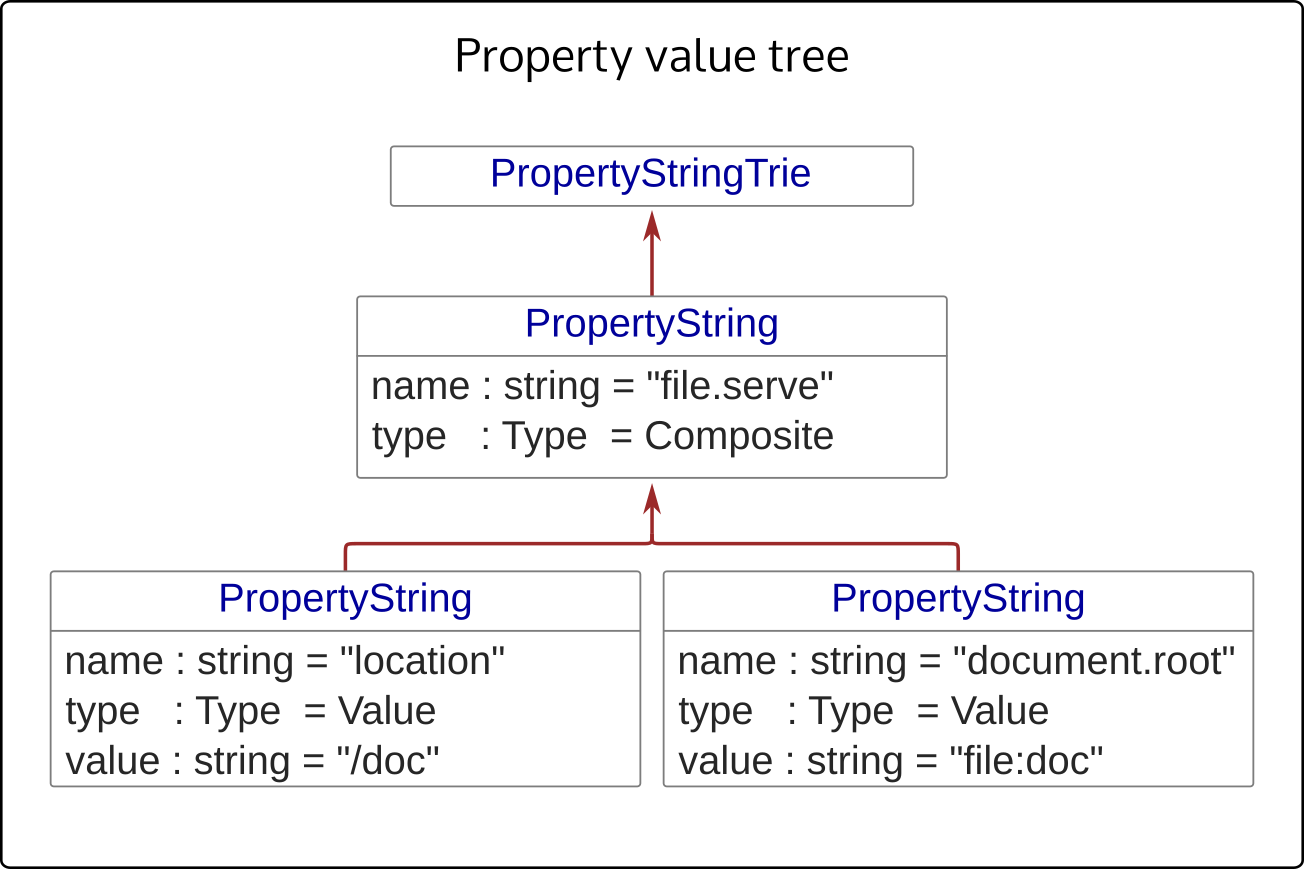 Property value tree
PropertyStringTrie
PropertyString
name : string = "file.serve"
type : Type = Composite
PropertyString
name : string = "location"
type : Type = Value
value : string = "/doc"
PropertyString
name : string = "document.root"
type : Type = Value
value : string = "file:doc"